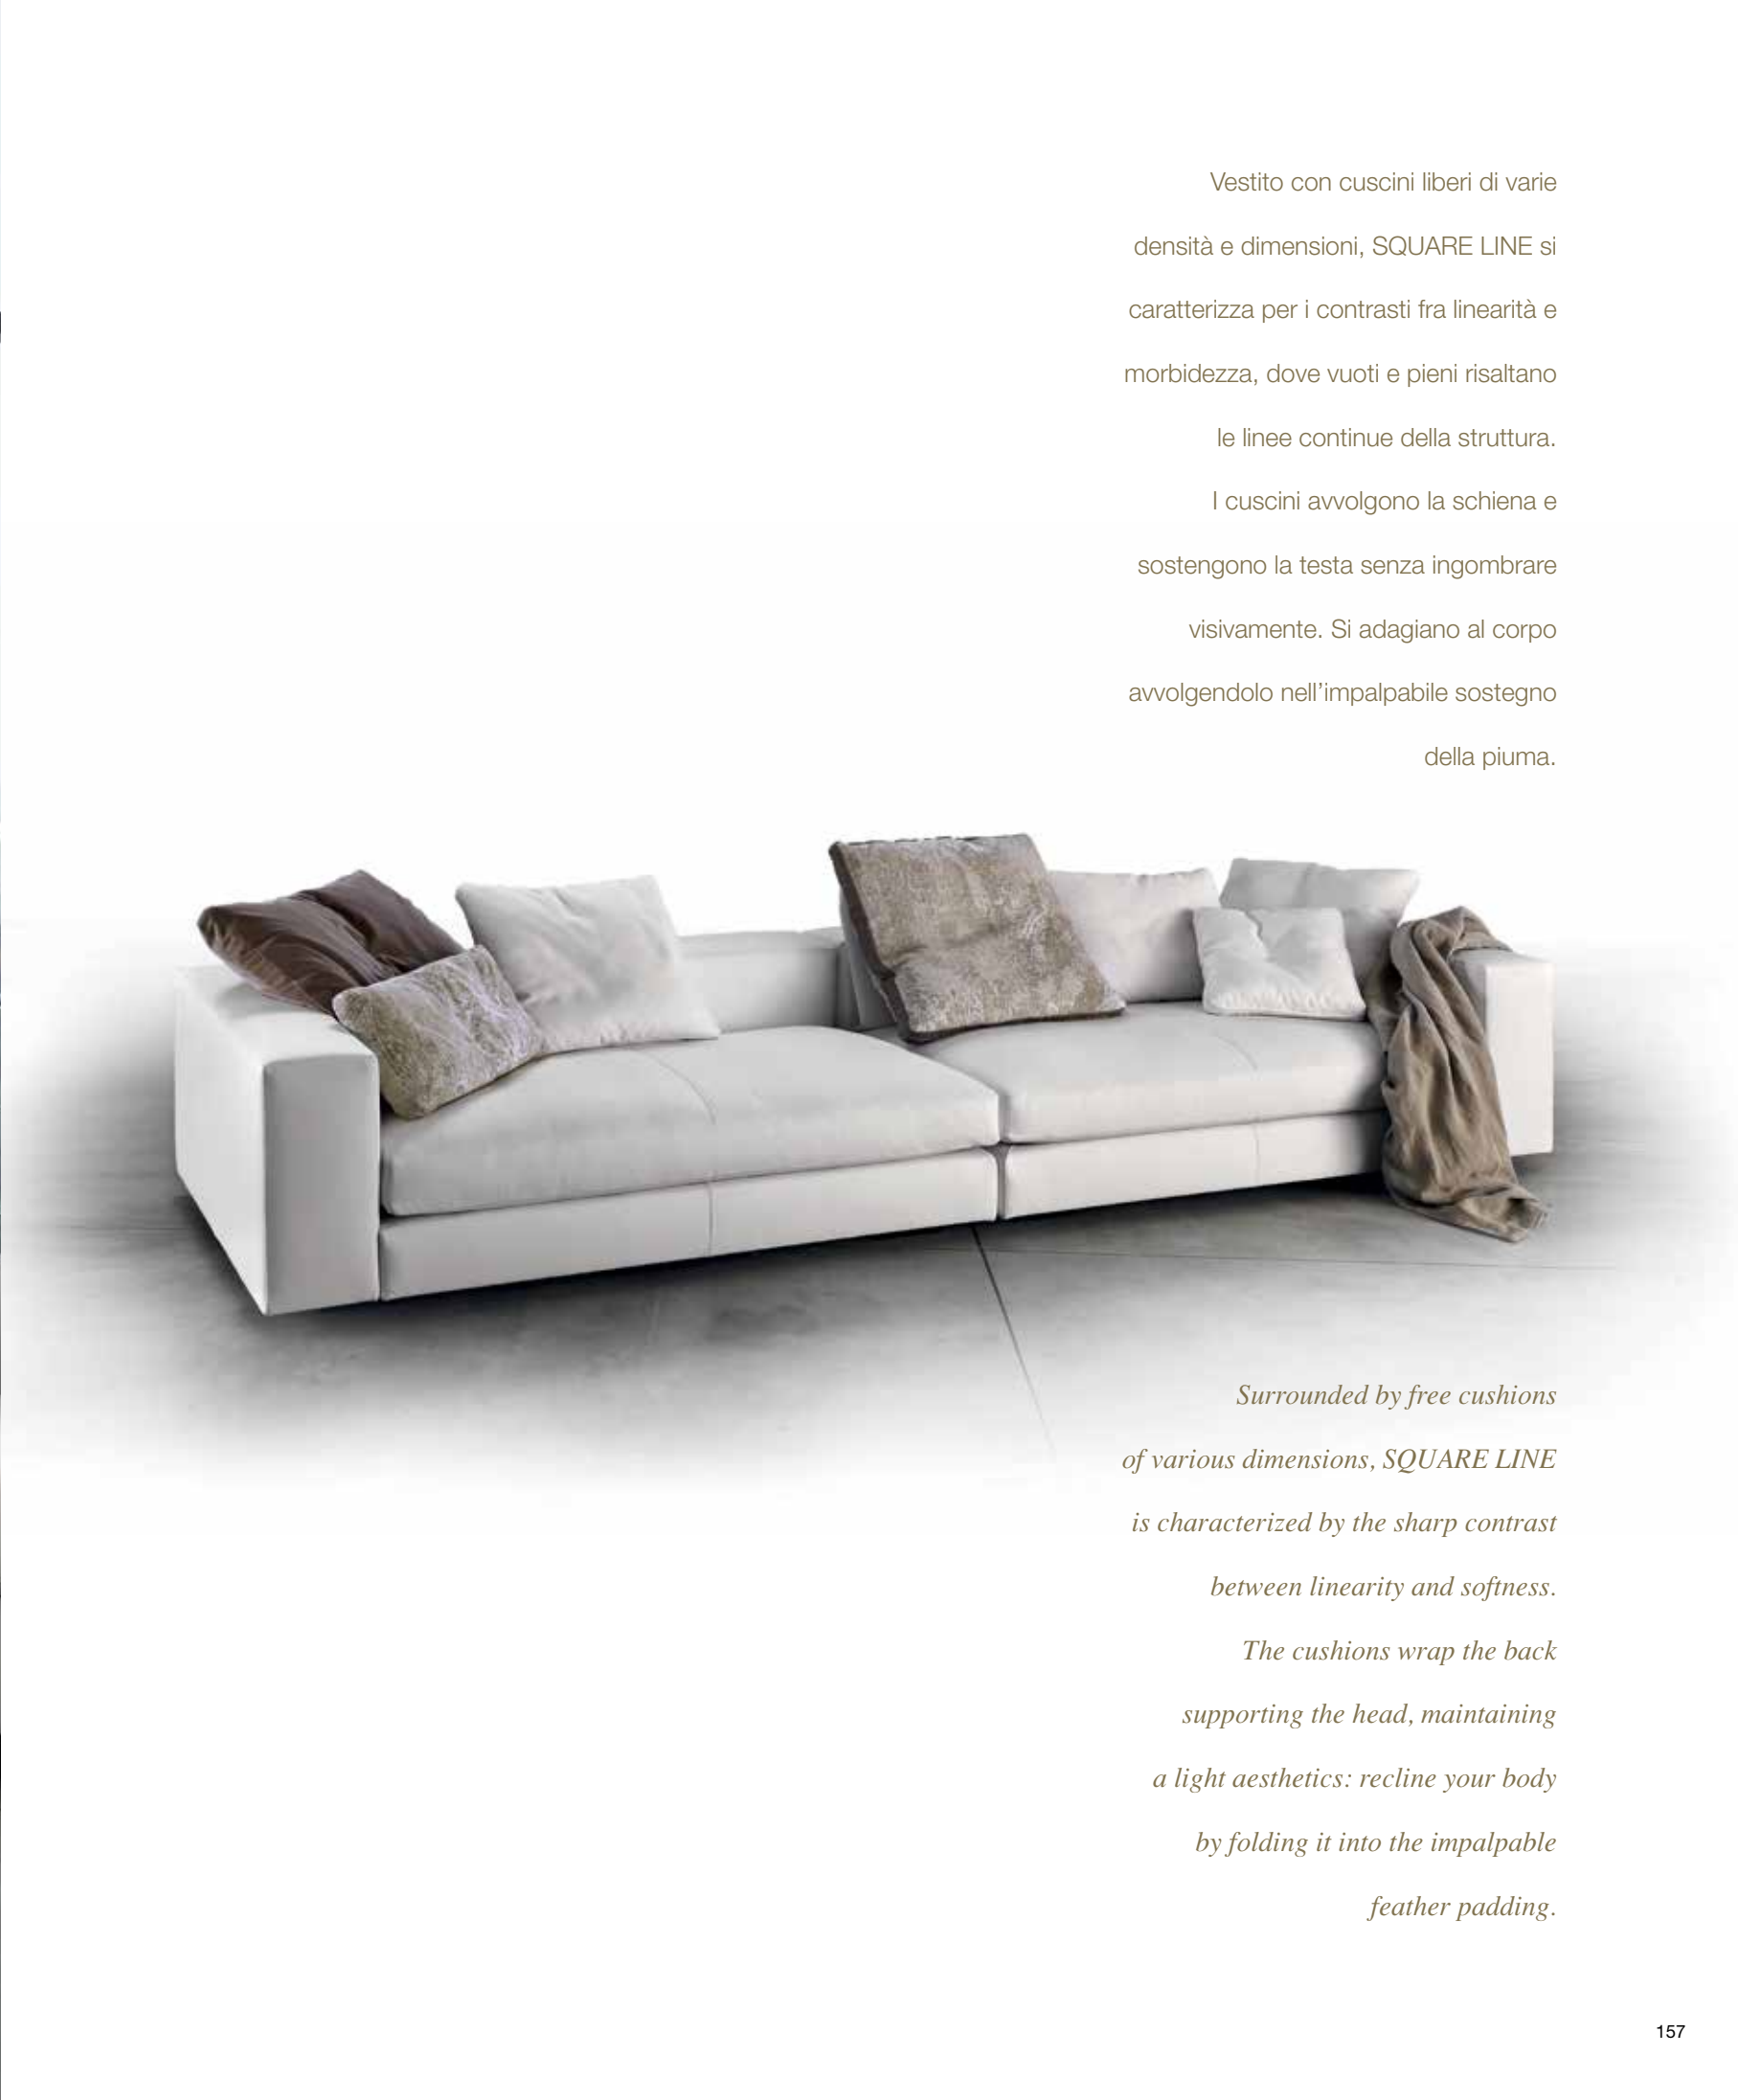 Vestito con cuscini liberi di varie
densità e dimensioni, SQUARE LINE si
caratterizza per i contrasti fra linearità e
morbidezza, dove vuoti e pieni risaltano
le linee continue della struttura.
I cuscini avvolgono la schiena e
sostengono la testa senza ingombrare
visivamente. Si adagiano al corpo
avvolgendolo nell’impalpabile sostegno
della piuma.
Surrounded by free cushions
of various dimensions, SQUARE LINE
is characterized by the sharp contrast
between linearity and softness.
The cushions wrap the back
supporting the head, maintaining
a light aesthetics: recline your body
by folding it into the impalpable
feather padding.
157